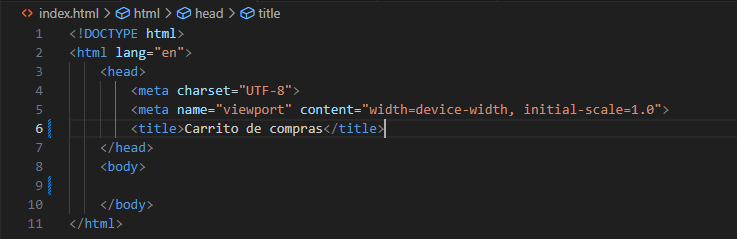 index.html > html > head > title
1 <!DOCTYPE html>
2 <html lang="en">
3 <head>
4 <meta charset="UTF-8">
5 <meta name="viewport" content="width=device-width, initial-scale=1.0">
6 <title>Carrito de compras</title>
7 </head>
8 <body>
9
10 </body>
11 </html>